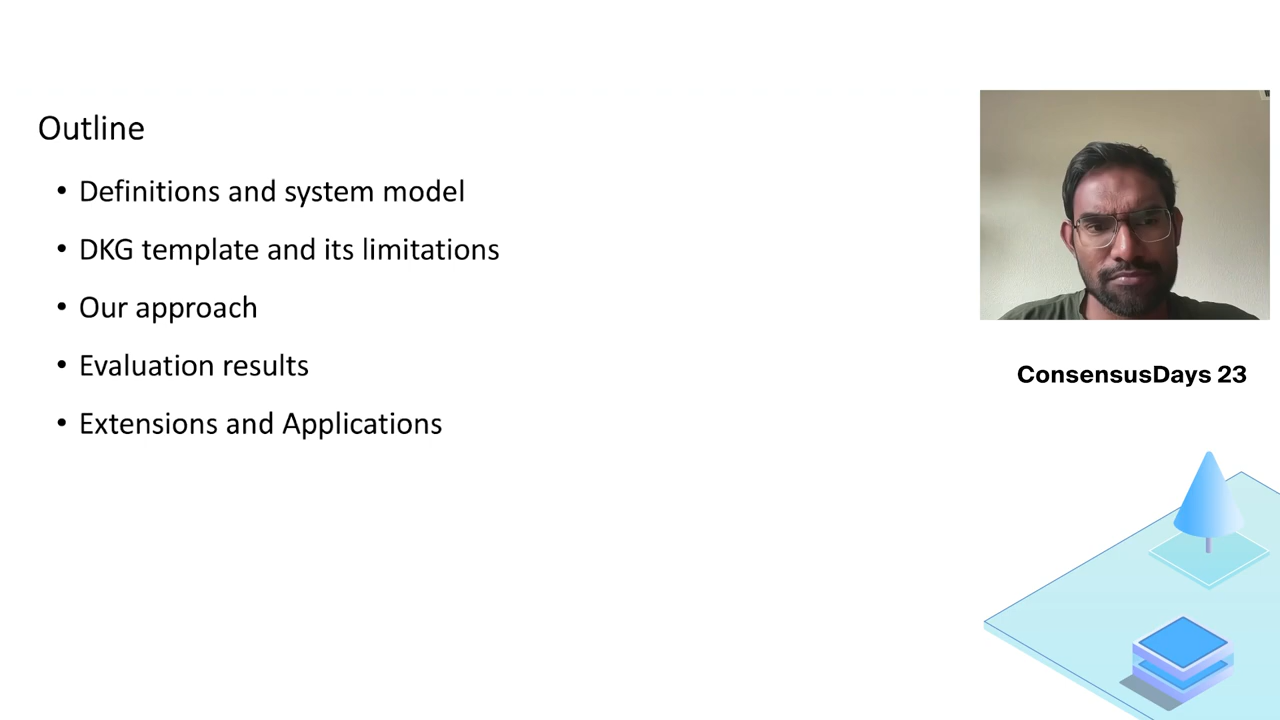 Outline
• Definitions and system model
• DKG template and its limitations
• Our approach
• Evaluation results
• Extensions and Applications
ConsensusDays 23